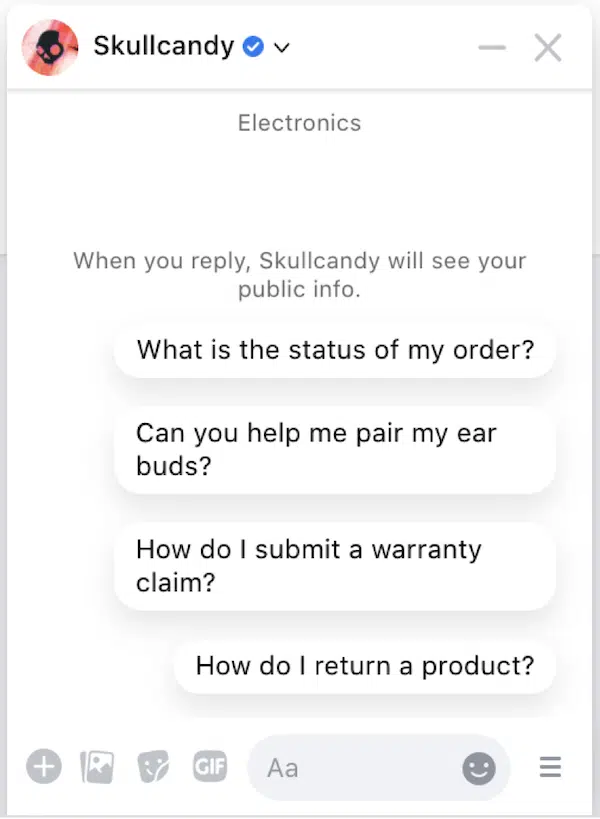 Skullcandy
Electronics
When you reply, Skullcandy will see your
public info.
What is the status of my order?
Can you help me pair my ear
buds?
How do I submit a warranty
claim?
How do I return a product?
GIF
Aa